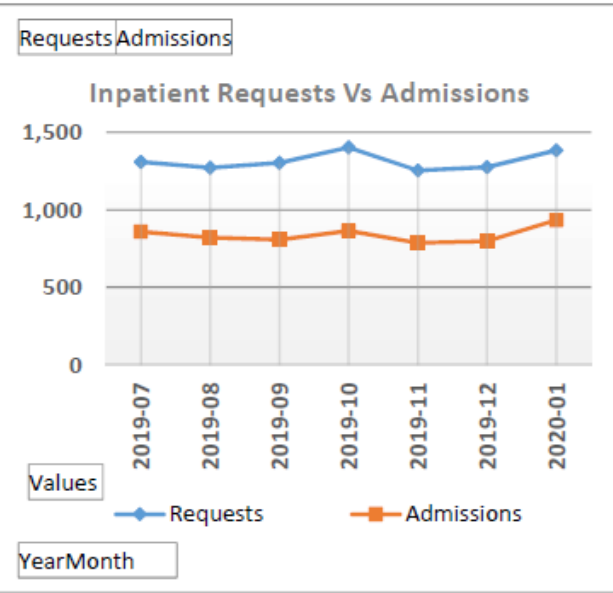 Requests Admissions
Inpatient Requests Vs Admissions
1,500
1,000
500
0
2019-07
2019-08
2019-09
2019-10
2019-11
2019-12
2020-01
Values
Requests Admissions
YearMonth